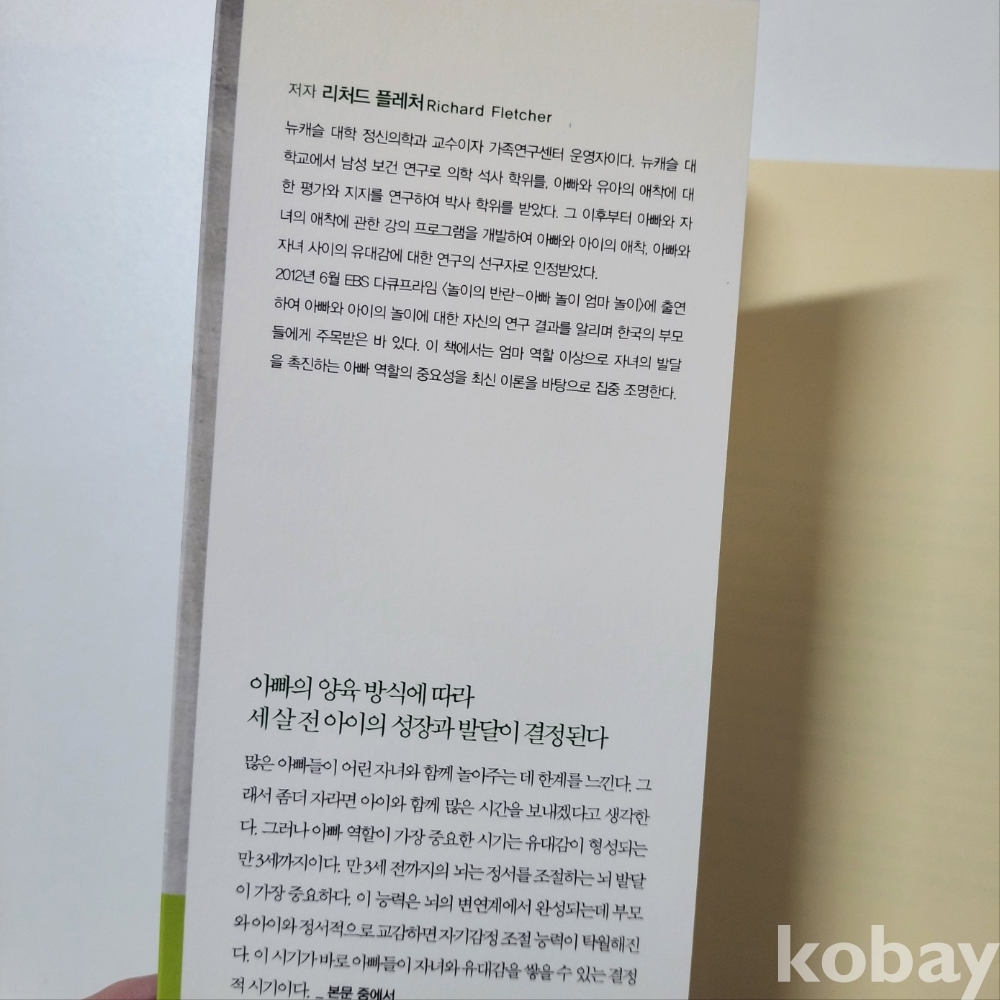 저자 리처드 플레처 Richard Fletcher
뉴캐슬 대학 정신의학과 교수이자 가족연구센터 운영자이다. 뉴캐슬 대
학교에서 남성 보건 연구로 의학 석사 학위를, 아빠와 유아의 애착에 대
한 평가와 지지를 연구하여 박사 학위를 받았다. 그 이후부터 아빠와 자
녀의 애착에 관한 강의 프로그램을 개발하여 아빠와 아이의 애착, 아빠와
자녀 사이의 유대감에 대한 연구의 선구자로 인정받았다.
2012년 6월 EBS 다큐프라임 〈놀이의 반란-아빠 놀이 엄마 놀이〉에 출연
하여 아빠와 아이의 놀이에 대한 자신의 연구 결과를 알리며 한국의 부모
들에게 주목받은 바 있다. 이 책에서는 엄마 역할 이상으로 자녀의 발달
을 촉진하는 아빠 역할의 중요성을 최신 이론을 바탕으로 집중 조명한다.
아빠의 양육 방식에 따라
세 살 전 아이의 성장과 발달이 결정된다
많은 아빠들이 어린 자녀와 함께 놀아주는 데 한계를 느낀다. 그
래서 좀더 자라면 아이와 함께 많은 시간을 보내겠다고 생각한
다. 그러나 아빠 역할이 가장 중요한 시기는 유대감이 형성되는
만 3세까지이다. 만 3세 전까지의 뇌는 정서를 조절하는 뇌 발달
이 가장 중요하다. 이 능력은 뇌의 변연계에서 완성되는데 부모
와 아이와 정서적으로 교감하면 자기감정 조절 능력이 탁월해진
다. 이 시기가 바로 아빠들이 자녀와 유대감을 쌓을 수 있는 결정
적 시기이다. _ 본문 중에서
kobay